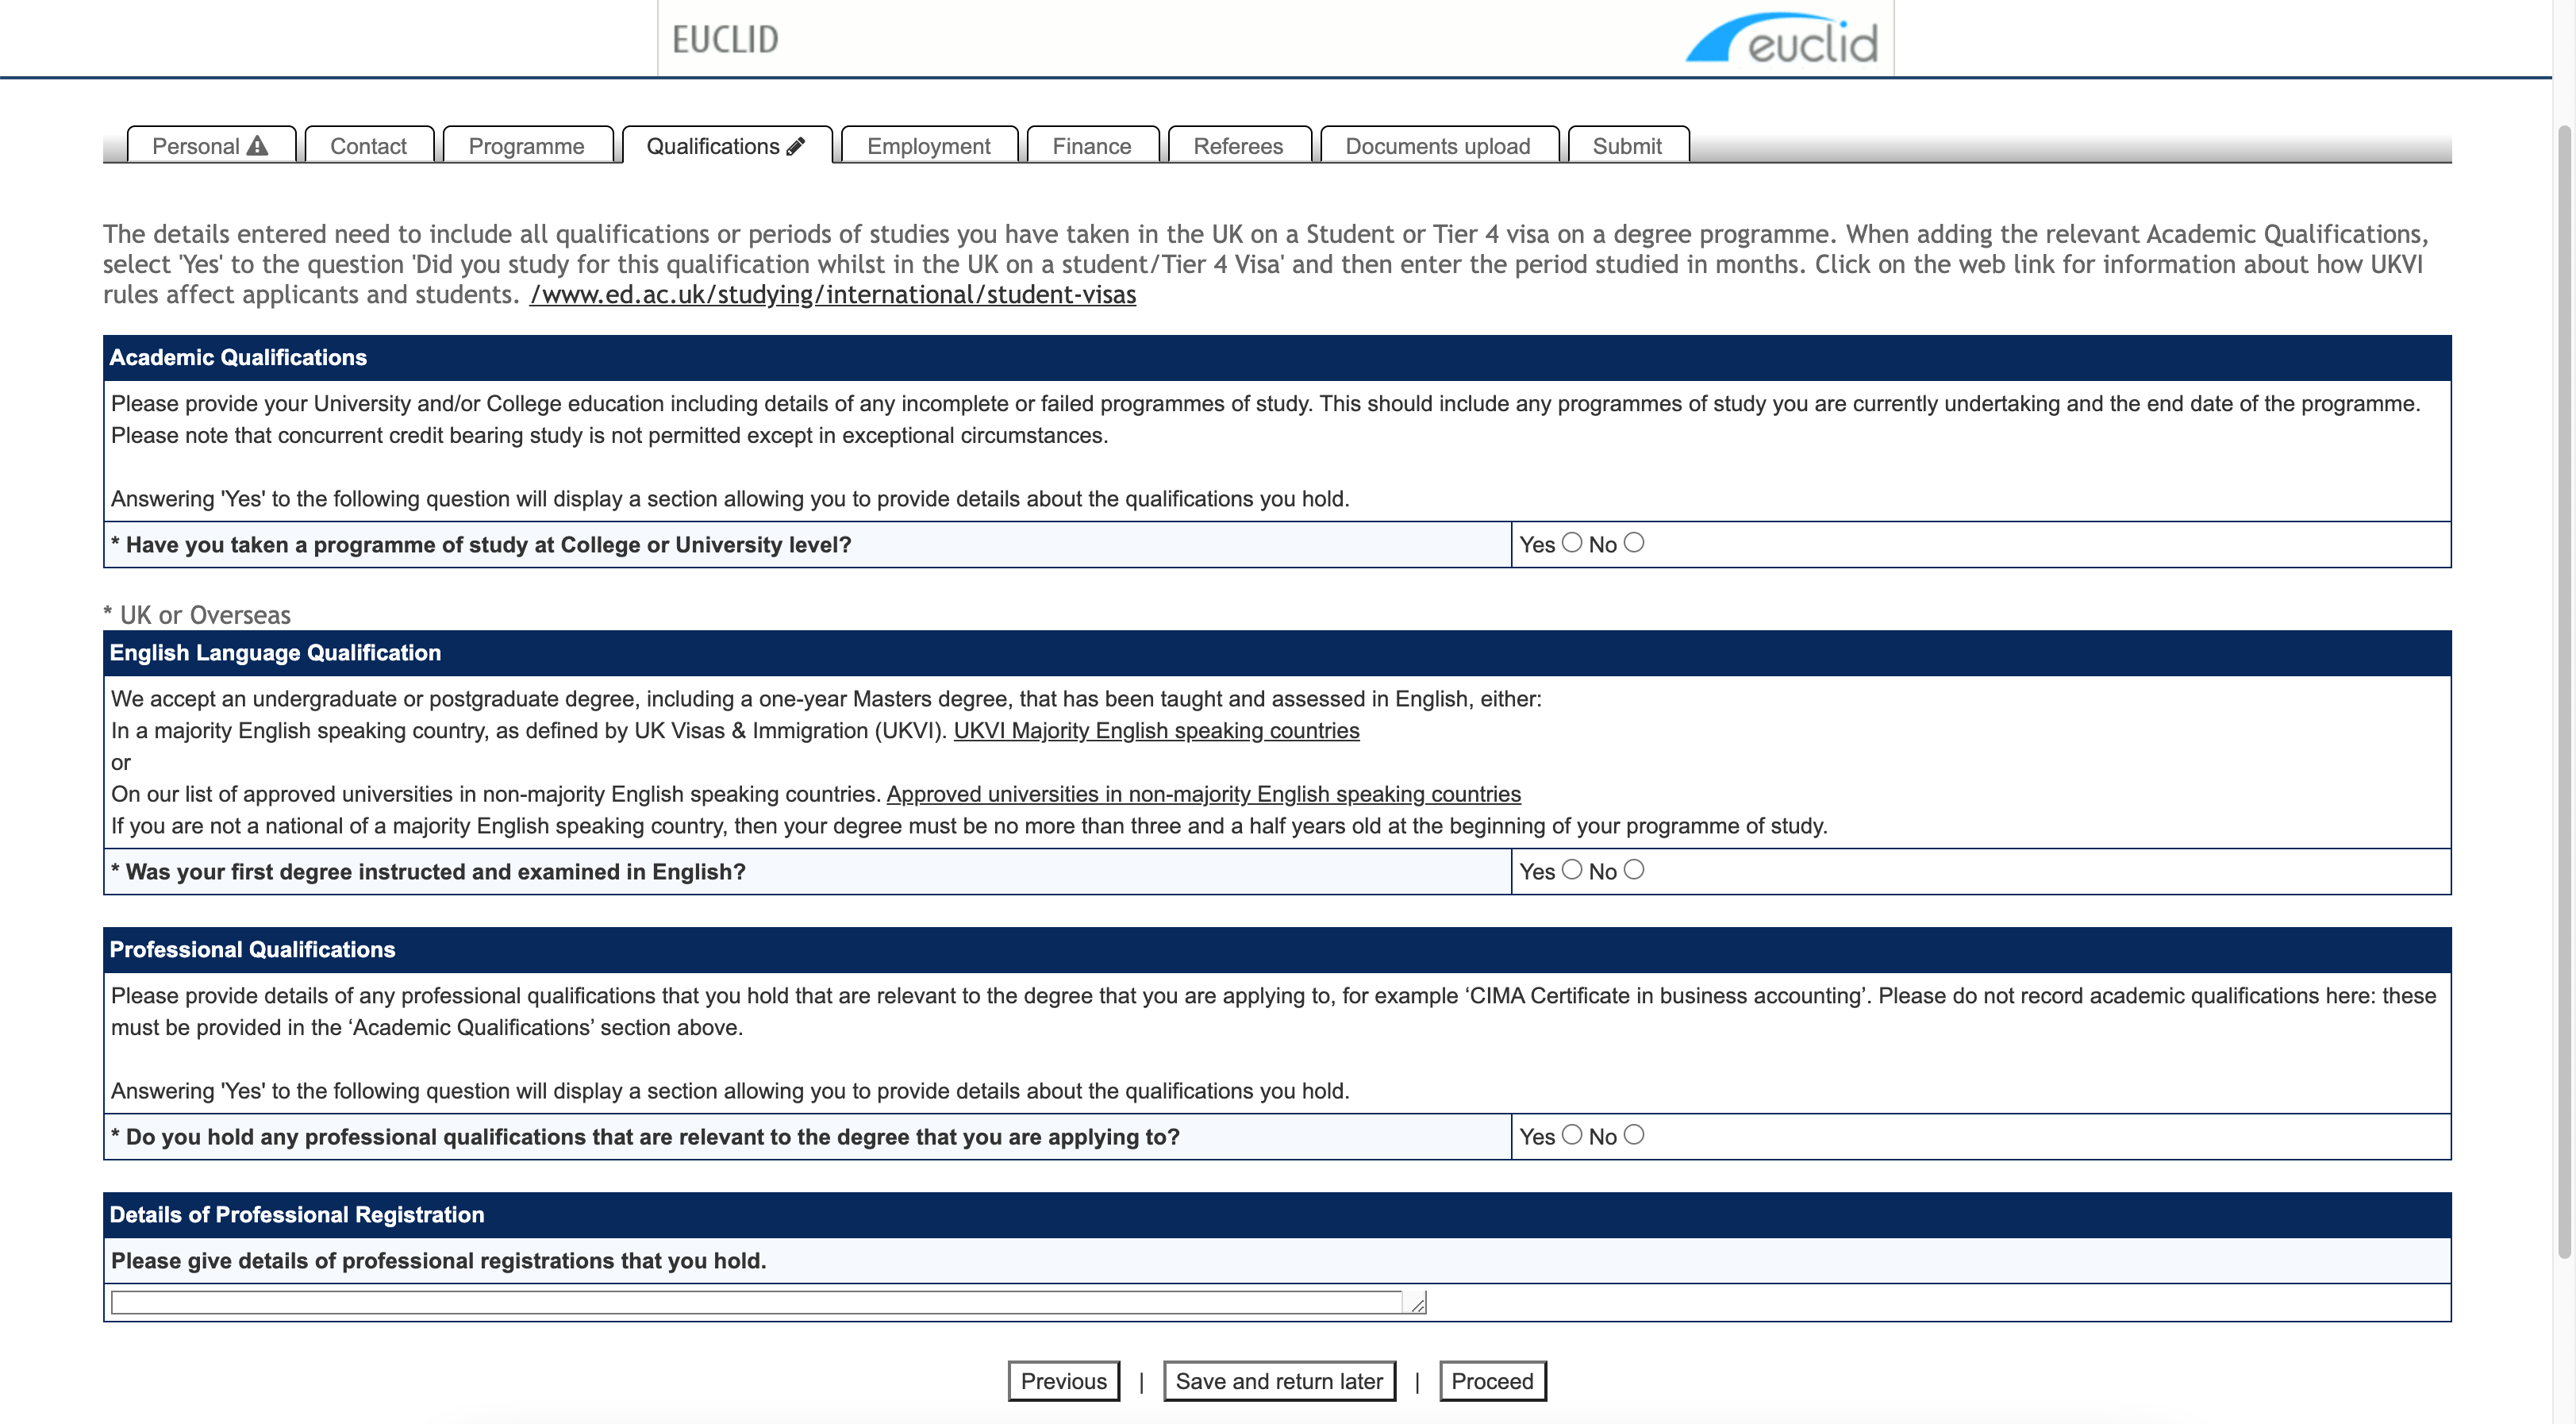 EUCLID
euclid
Personal
Contact
Programme
Qualifications
Employment
Finance
Referees
Documents upload
Submit
The details entered need to include all qualifications or periods of studies you have taken in the UK on a Student or Tier 4 visa on a degree programme. When adding the relevant Academic Qualifications,
select 'Yes' to the question 'Did you study for this qualification whilst in the UK on a student/Tier 4 Visa' and then enter the period studied in months. Click on the web link for information about how UKVI
rules affect applicants and students. /www.ed.ac.uk/studying/international/student-visas
Academic Qualifications
Please provide your University and/or College education including details of any incomplete or failed programmes of study. This should include any programmes of study you are currently undertaking and the end date of the programme.
Please note that concurrent credit bearing study is not permitted except in exceptional circumstances.
Answering 'Yes' to the following question will display a section allowing you to provide details about the qualifications you hold.
* Have you taken a programme of study at College or University level? Yes No
* UK or Overseas
English Language Qualification
We accept an undergraduate or postgraduate degree, including a one-year Masters degree, that has been taught and assessed in English, either:
In a majority English speaking country, as defined by UK Visas & Immigration (UKVI). UKVI Majority English speaking countries
or
On our list of approved universities in non-majority English speaking countries. Approved universities in non-majority English speaking countries
If you are not a national of a majority English speaking country, then your degree must be no more than three and a half years old at the beginning of your programme of study.
* Was your first degree instructed and examined in English? Yes No
Professional Qualifications
Please provide details of any professional qualifications that you hold that are relevant to the degree that you are applying to, for example ‘CIMA Certificate in business accounting’. Please do not record academic qualifications here: these
must be provided in the ‘Academic Qualifications’ section above.
Answering 'Yes' to the following question will display a section allowing you to provide details about the qualifications you hold.
* Do you hold any professional qualifications that are relevant to the degree that you are applying to? Yes No
Details of Professional Registration
Please give details of professional registrations that you hold.
Previous | Save and return later | Proceed